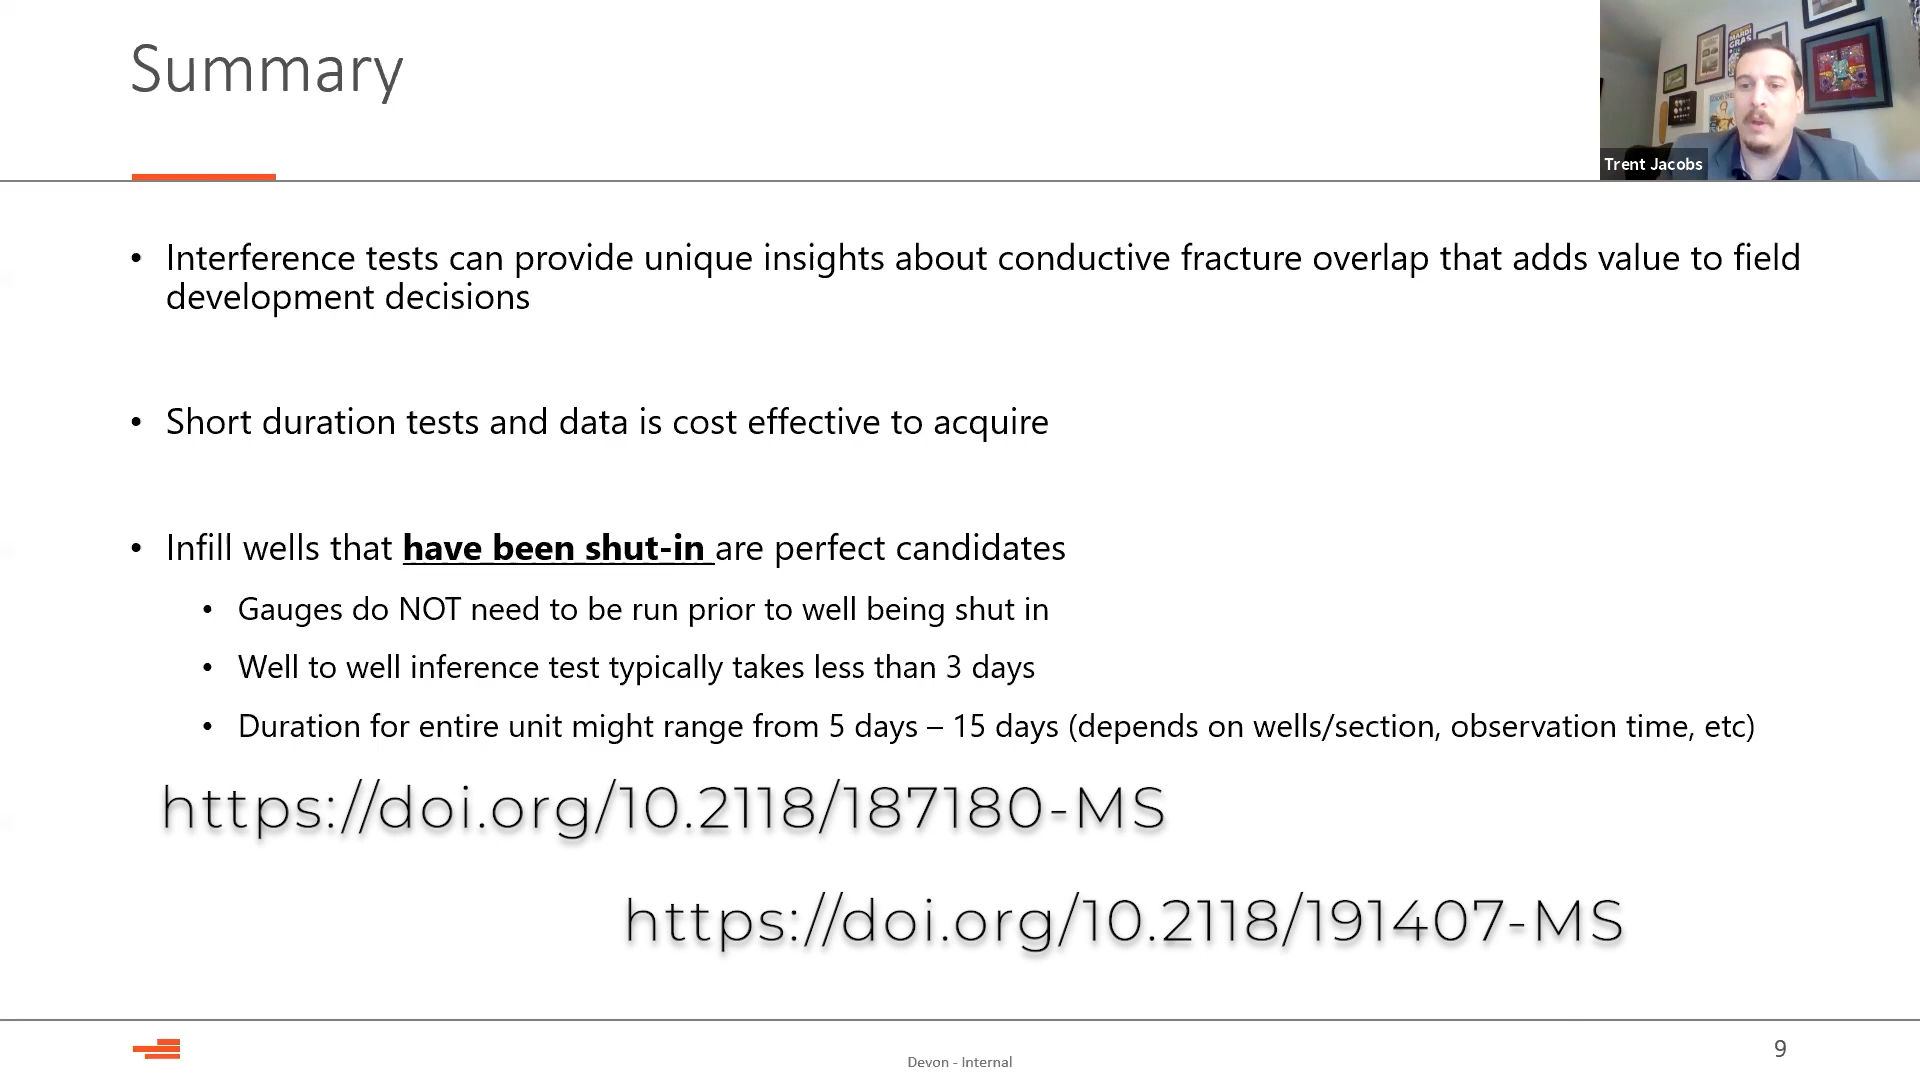 Summary
Trent Jacobs
• Interference tests can provide unique insights about conductive fracture overlap that adds value to field
development decisions
• Short duration tests and data is cost effective to acquire
• Infill wells that have been shut-in are perfect candidates
• Gauges do NOT need to be run prior to well being shut in
• Well to well inference test typically takes less than 3 days
• Duration for entire unit might range from 5 days – 15 days (depends on wells/section, observation time, etc)
https://doi.org/10.2118/187180-MS
https://doi.org/10.2118/191407-MS
Devon - Internal
9
MARDI
GRAS